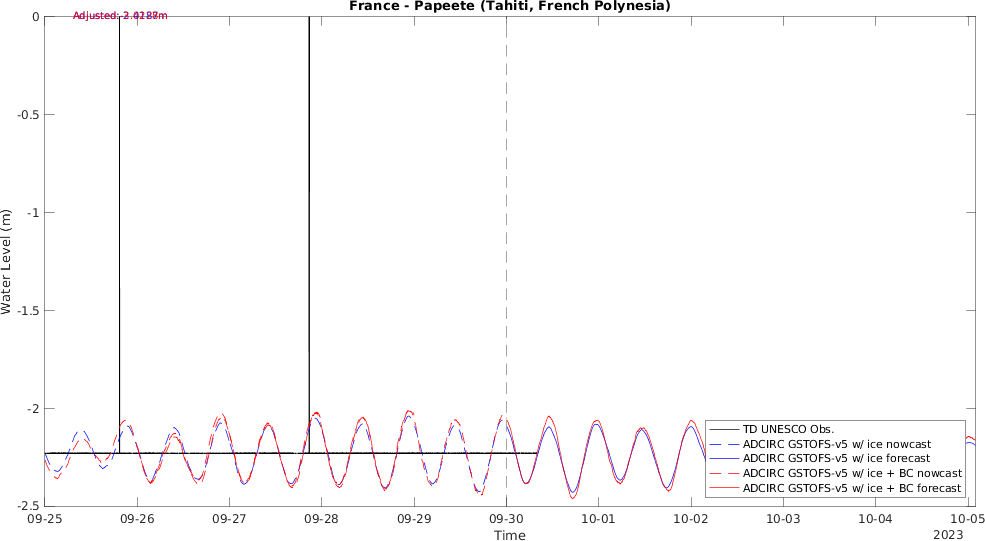 France - Papeete (Tahiti, French Polynesia)
Adjusted:
0
-0.5
-1
-1.5
-2
-2.5
Water Level (m)
TD UNESCO Obs.
ADCIRC GSTOFS-v5 w/ ice nowcast
ADCIRC GSTOFS-v5 w/ ice forecast
ADCIRC GSTOFS-v5 w/ ice + BC nowcast
ADCIRC GSTOFS-v5 w/ ice + BC forecast
09-25 09-26 09-27 09-28 09-29 09-30 10-01 10-02 10-03 10-04 10-05
Time
2023